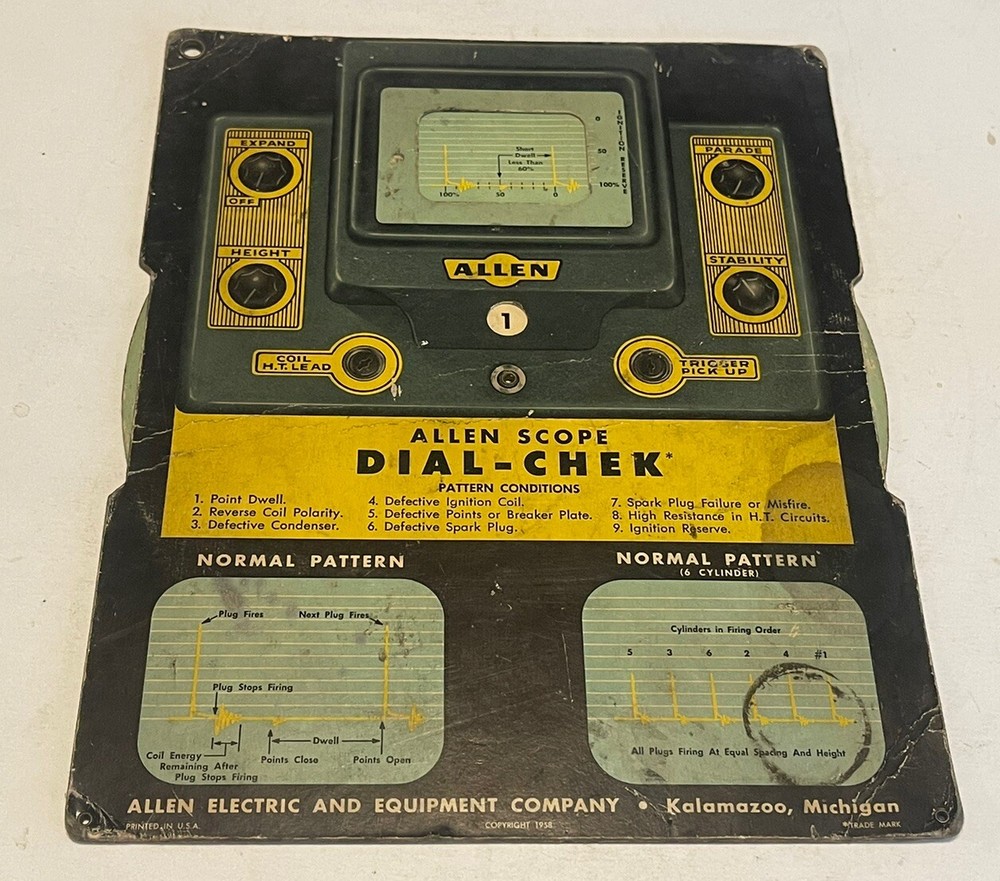 EXPAND
OFF
HEIGHT
0
50
100%
IGNITION RESERVE
Short
Dwell
Less Than
60%
100% 50 0
PARADE
STABILITY
ALLEN
1
COIL
H.T. LEAD
TRIGGER
PICK UP
ALLEN SCOPE
DIAL-CHEK*
PATTERN CONDITIONS
1. Point Dwell.
2. Reverse Coil Polarity.
3. Defective Condenser.
4. Defective Ignition Coil.
5. Defective Points or Breaker Plate.
6. Defective Spark Plug.
7. Spark Plug Failure or Misfire.
8. High Resistance in H.T. Circuits.
9. Ignition Reserve.
NORMAL PATTERN
Plug Fires Next Plug Fires
Plug Stops Firing
Dwell
Coil Energy
Remaining After
Plug Stops Firing
Points Close Points Open
NORMAL PATTERN
(6 CYLINDER)
Cylinders in Firing Order
5 3 6 2 4 #1
All Plugs Firing At Equal Spacing And Height
ALLEN ELECTRIC AND EQUIPMENT COMPANY • Kalamazoo, Michigan
PRINTED IN U.S.A. COPYRIGHT 1958 *TRADE MARK